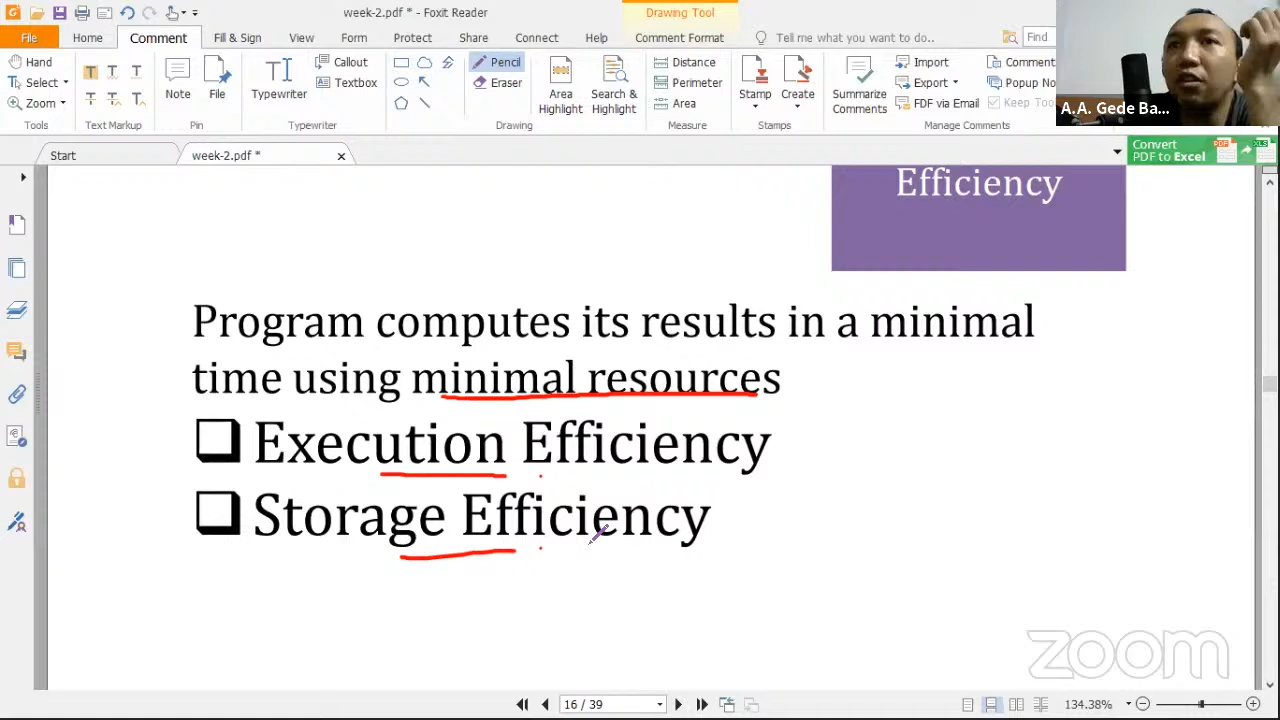 week-2.pdf * - Foxit Reader
Drawing Tool
File Home Comment Fill & Sign View Form Protect Share Connect Help Comment Format Tell me what you want to do.. Find
Hand
Select
Zoom
Tools
T T T
T T T
Text Markup
Note
File
Pin
Typewriter
Callout
Textbox
Typewriter
Pencil
Eraser
Drawing
Area Highlight
Search & Highlight
Distance
Perimeter
Area
Measure
Stamp
Create
Stamps
Summarize Comments
Import
Export
FDF via Email
Comment
Popup No
Keep
Manage Comments
A.A. Gede Ba...
Start
week-2.pdf *
Convert
PDF to Excel
Efficiency
Program computes its results in a minimal
time using minimal resources
Execution Efficiency
Storage Efficiency
zoom
16 / 39
134.38%